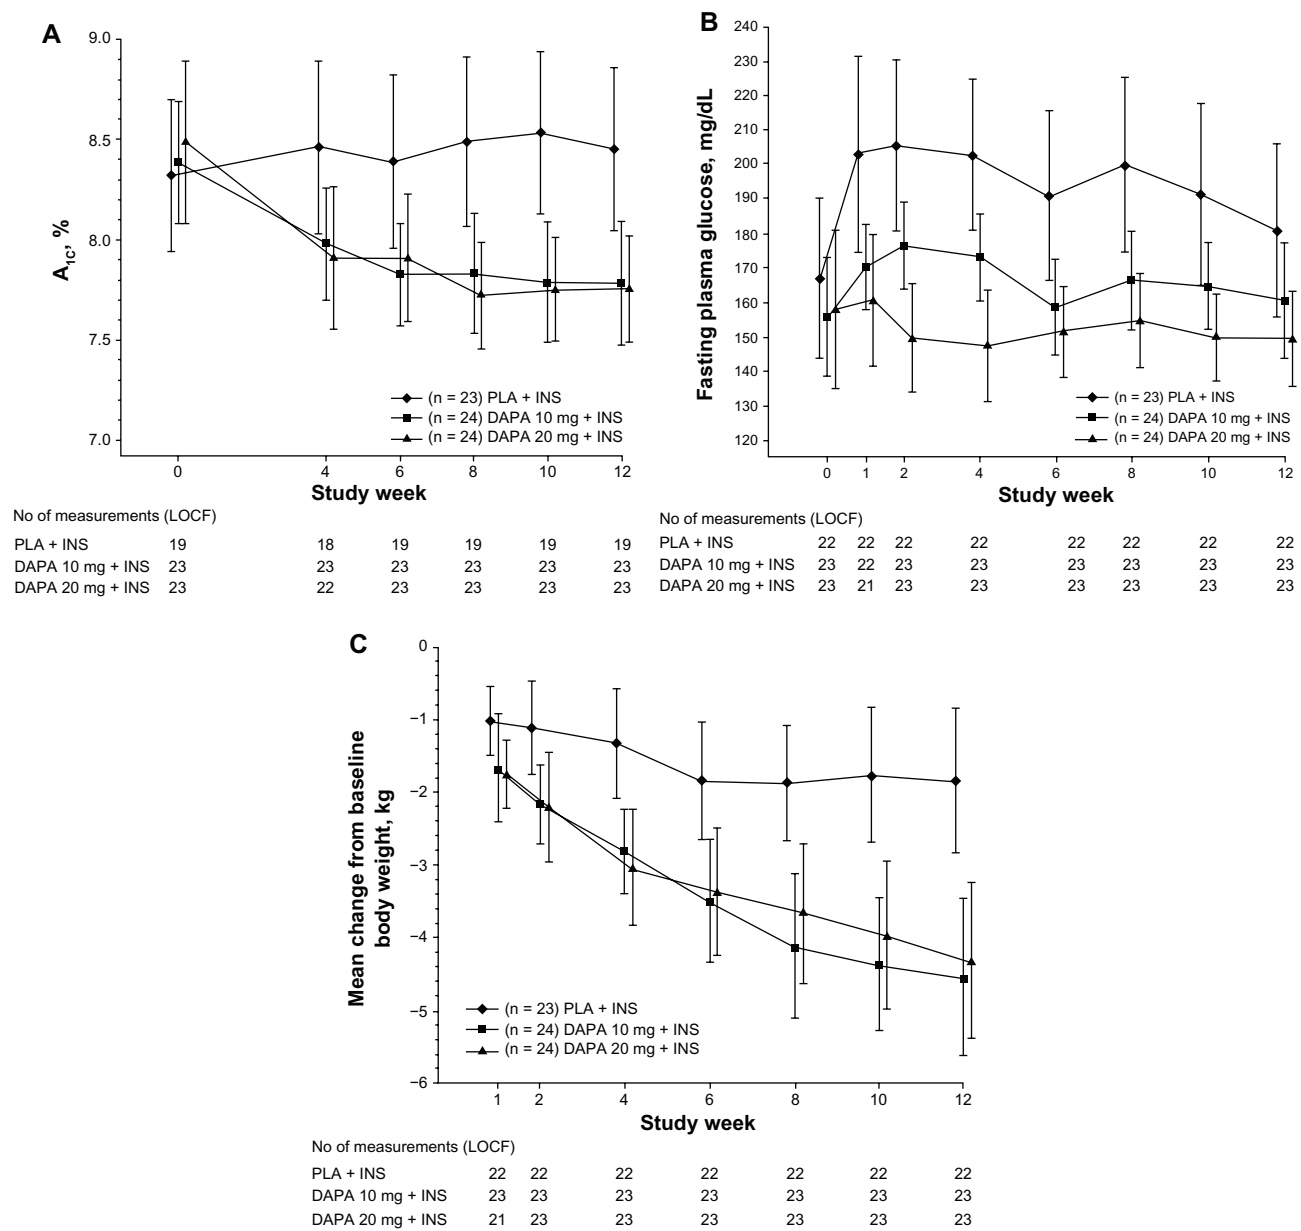 A
9.0
8.5
8.0
7.5
7.0
A1C, %
(n = 23) PLA + INS
(n = 24) DAPA 10 mg + INS
(n = 24) DAPA 20 mg + INS
0 4 6 8 10 12
Study week
No of measurements (LOCF)
PLA + INS 19 18 19 19 19 19
DAPA 10 mg + INS 23 23 23 23 23 23
DAPA 20 mg + INS 23 22 23 23 23 23
B
240
230
220
210
200
190
180
170
160
150
140
130
120
Fasting plasma glucose, mg/dL
(n = 23) PLA + INS
(n = 24) DAPA 10 mg + INS
(n = 24) DAPA 20 mg + INS
0 1 2 4 6 8 10 12
Study week
No of measurements (LOCF)
PLA + INS 22 22 22 22 22 22 22 22
DAPA 10 mg + INS 23 22 23 23 23 23 23 23
DAPA 20 mg + INS 23 21 23 23 23 23 23 23
C
0
−1
−2
−3
−4
−5
−6
Mean change from baseline
body weight, kg
(n = 23) PLA + INS
(n = 24) DAPA 10 mg + INS
(n = 24) DAPA 20 mg + INS
1 2 4 6 8 10 12
Study week
No of measurements (LOCF)
PLA + INS 22 22 22 22 22 22 22
DAPA 10 mg + INS 23 23 23 23 23 23 23
DAPA 20 mg + INS 21 23 23 23 23 23 23